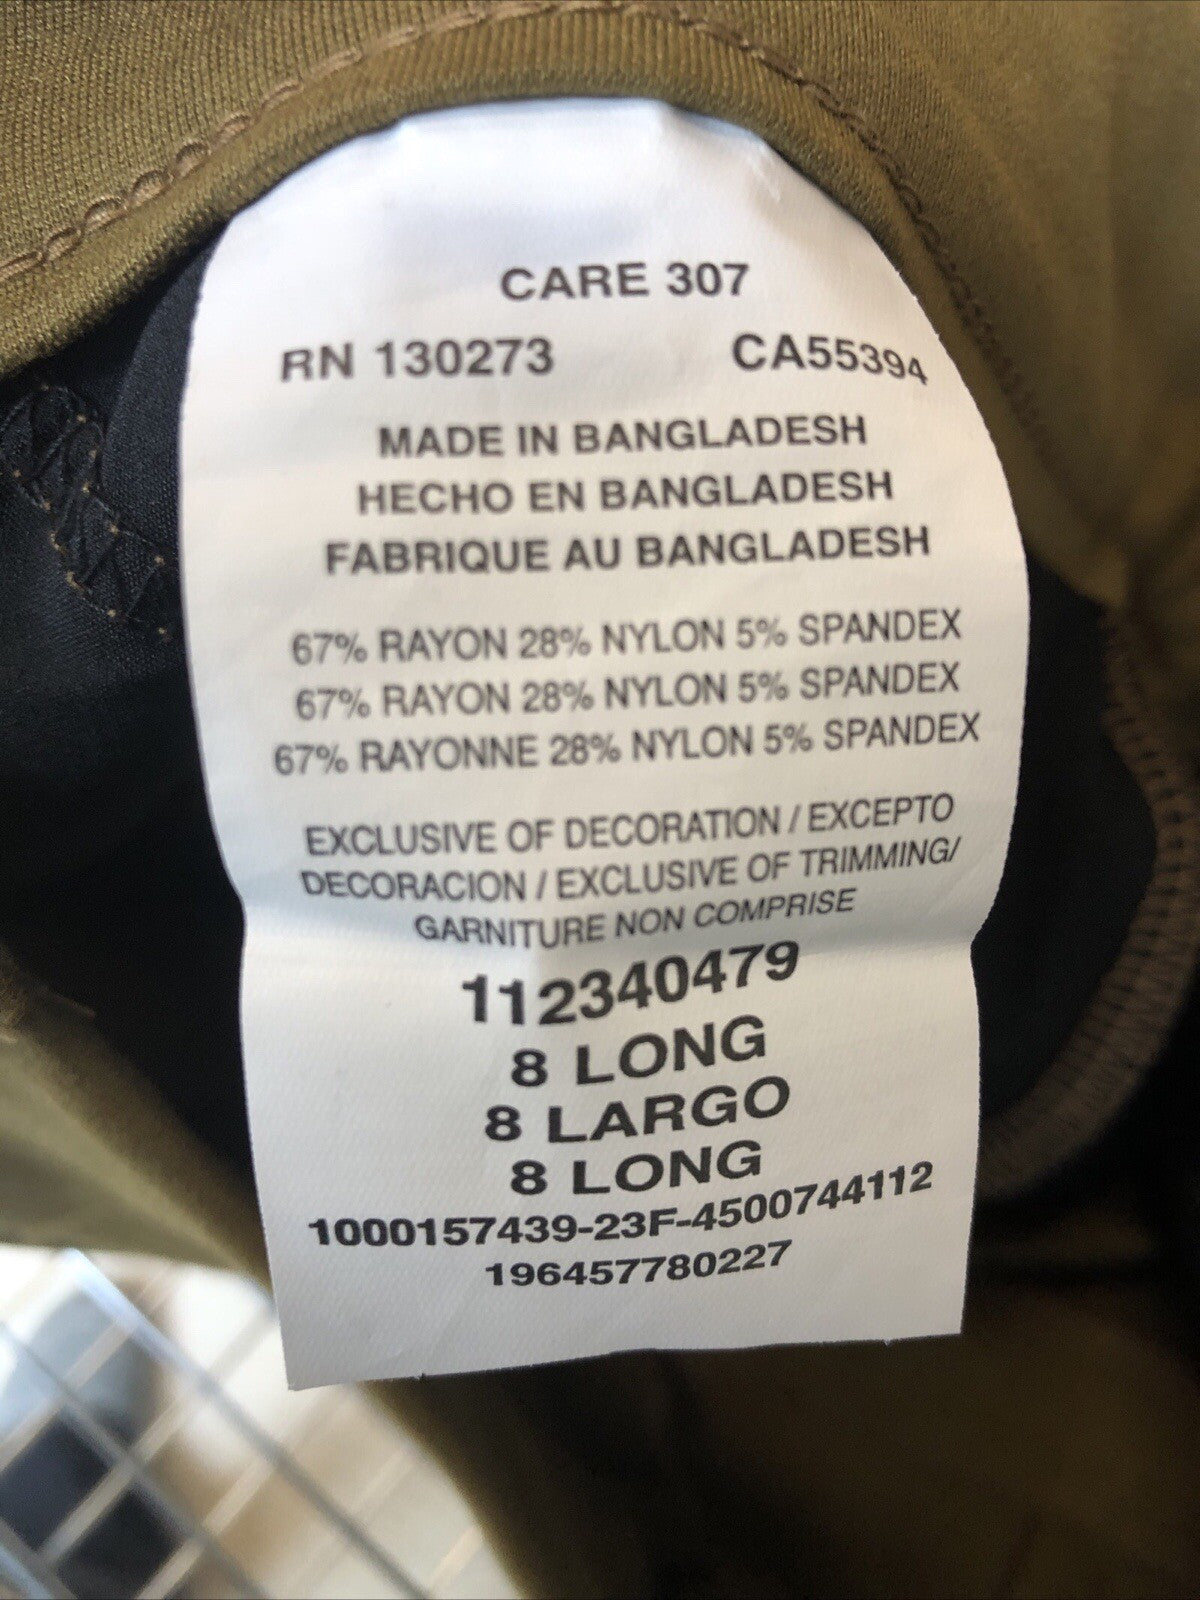 CARE 307
RN 130273 CA55394
MADE IN BANGLADESH
HECHO EN BANGLADESH
FABRIQUE AU BANGLADESH
67% RAYON 28% NYLON 5% SPANDEX
67% RAYON 28% NYLON 5% SPANDEX
67% RAYONNE 28% NYLON 5% SPANDEX
EXCLUSIVE OF DECORATION / EXCEPTO
DECORACION / EXCLUSIVE OF TRIMMING/
GARNITURE NON COMPRISE
112340479
8 LONG
8 LARGO
8 LONG
1000157439-23F-4500744112
196457780227